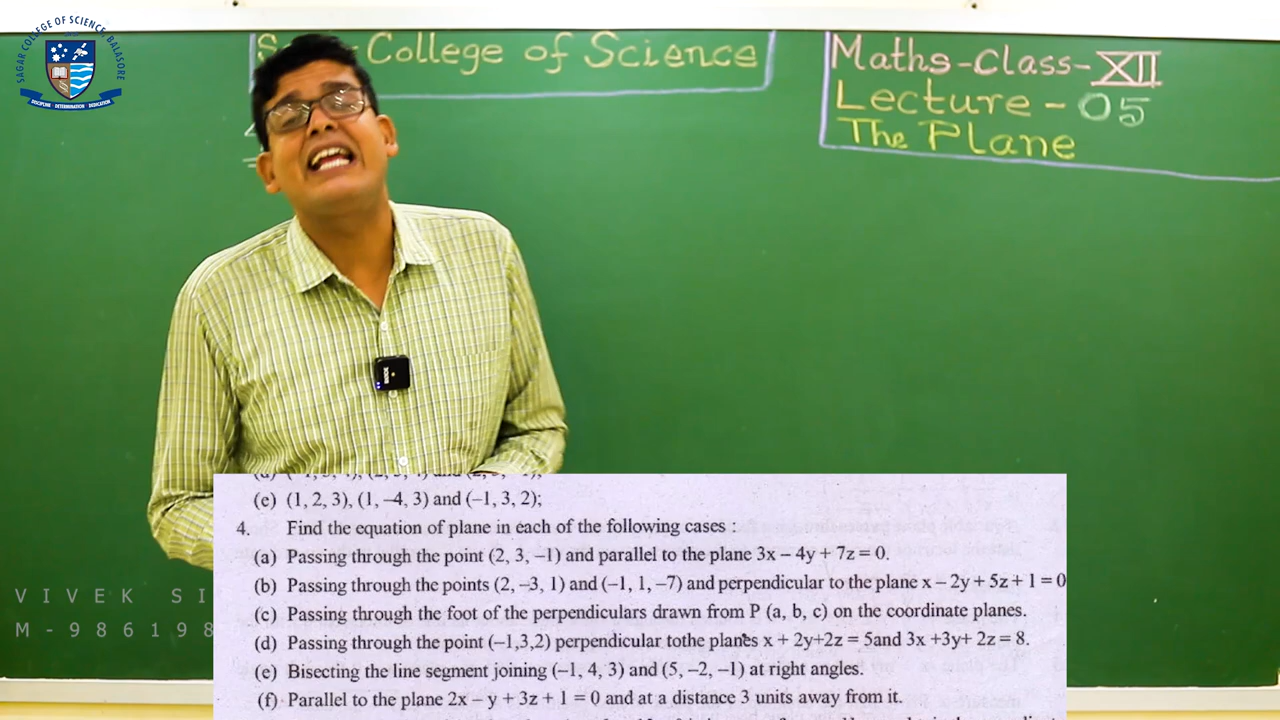 SAGAR COLLEGE OF SCIENCE, BALASORE
DISCIPLINE DETERMINATION DEDICATION
College of Science
Maths-Class-XII
Lecture - 05
The Plane
(e) (1, 2, 3), (1, –4, 3) and (–1, 3, 2);
4. Find the equation of plane in each of the following cases :
(a) Passing through the point (2, 3, –1) and parallel to the plane 3x – 4y + 7z = 0.
(b) Passing through the points (2, –3, 1) and (–1, 1, –7) and perpendicular to the plane x – 2y + 5z + 1 = 0
(c) Passing through the foot of the perpendiculars drawn from P (a, b, c) on the coordinate planes.
(d) Passing through the point (–1,3,2) perpendicular tothe planes x + 2y+2z = 5and 3x +3y+ 2z = 8.
(e) Bisecting the line segment joining (–1, 4, 3) and (5, –2, –1) at right angles.
(f) Parallel to the plane 2x – y + 3z + 1 = 0 and at a distance 3 units away from it.
VIVEK SI
M-986198